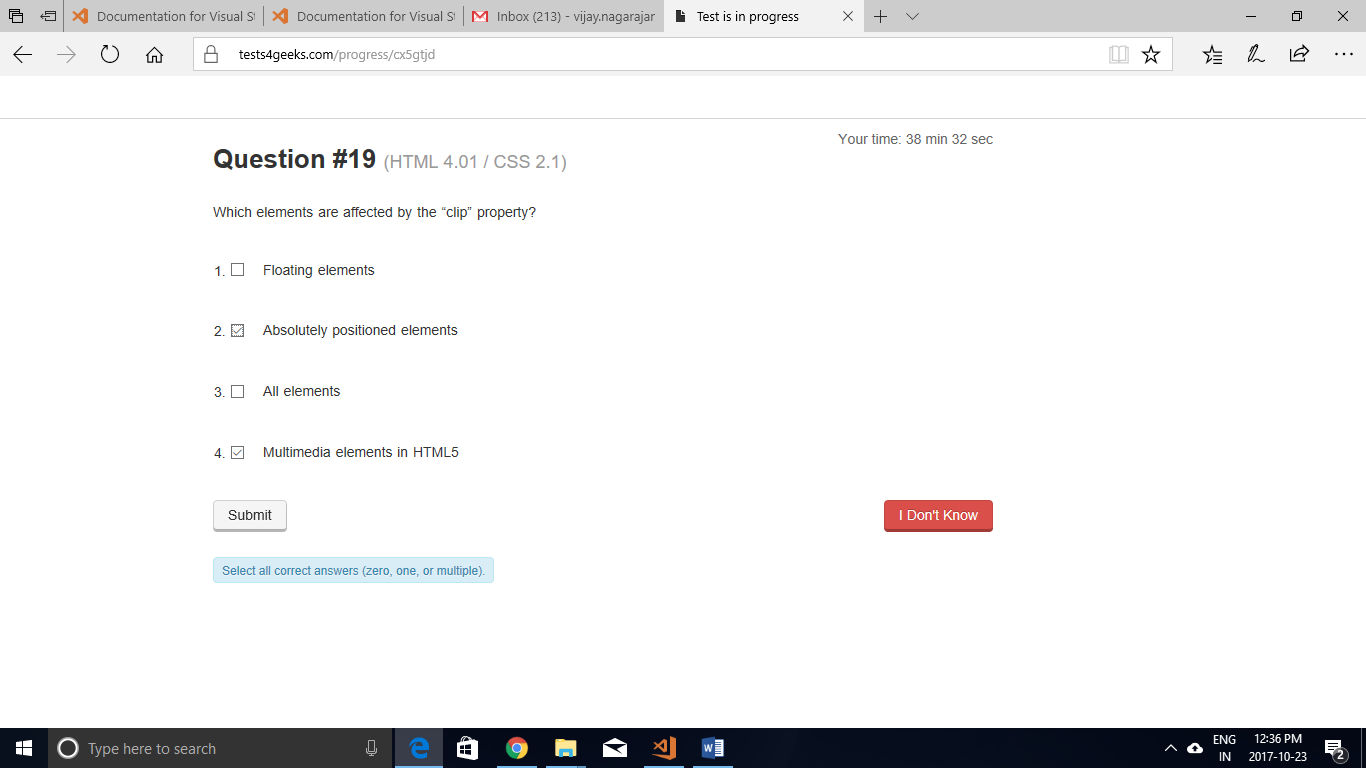 Documentation for Visual St
Documentation for Visual St
Inbox (213) - vijay.nagarajar
Test is in progress
tests4geeks.com/progress/cx5gtjd
Your time: 38 min 32 sec
Question #19 (HTML 4.01 / CSS 2.1)
Which elements are affected by the “clip” property?
1. Floating elements
2. Absolutely positioned elements
3. All elements
4. Multimedia elements in HTML5
Submit
I Don't Know
Select all correct answers (zero, one, or multiple).
Type here to search
ENG
IN
12:36 PM
2017-10-23
2